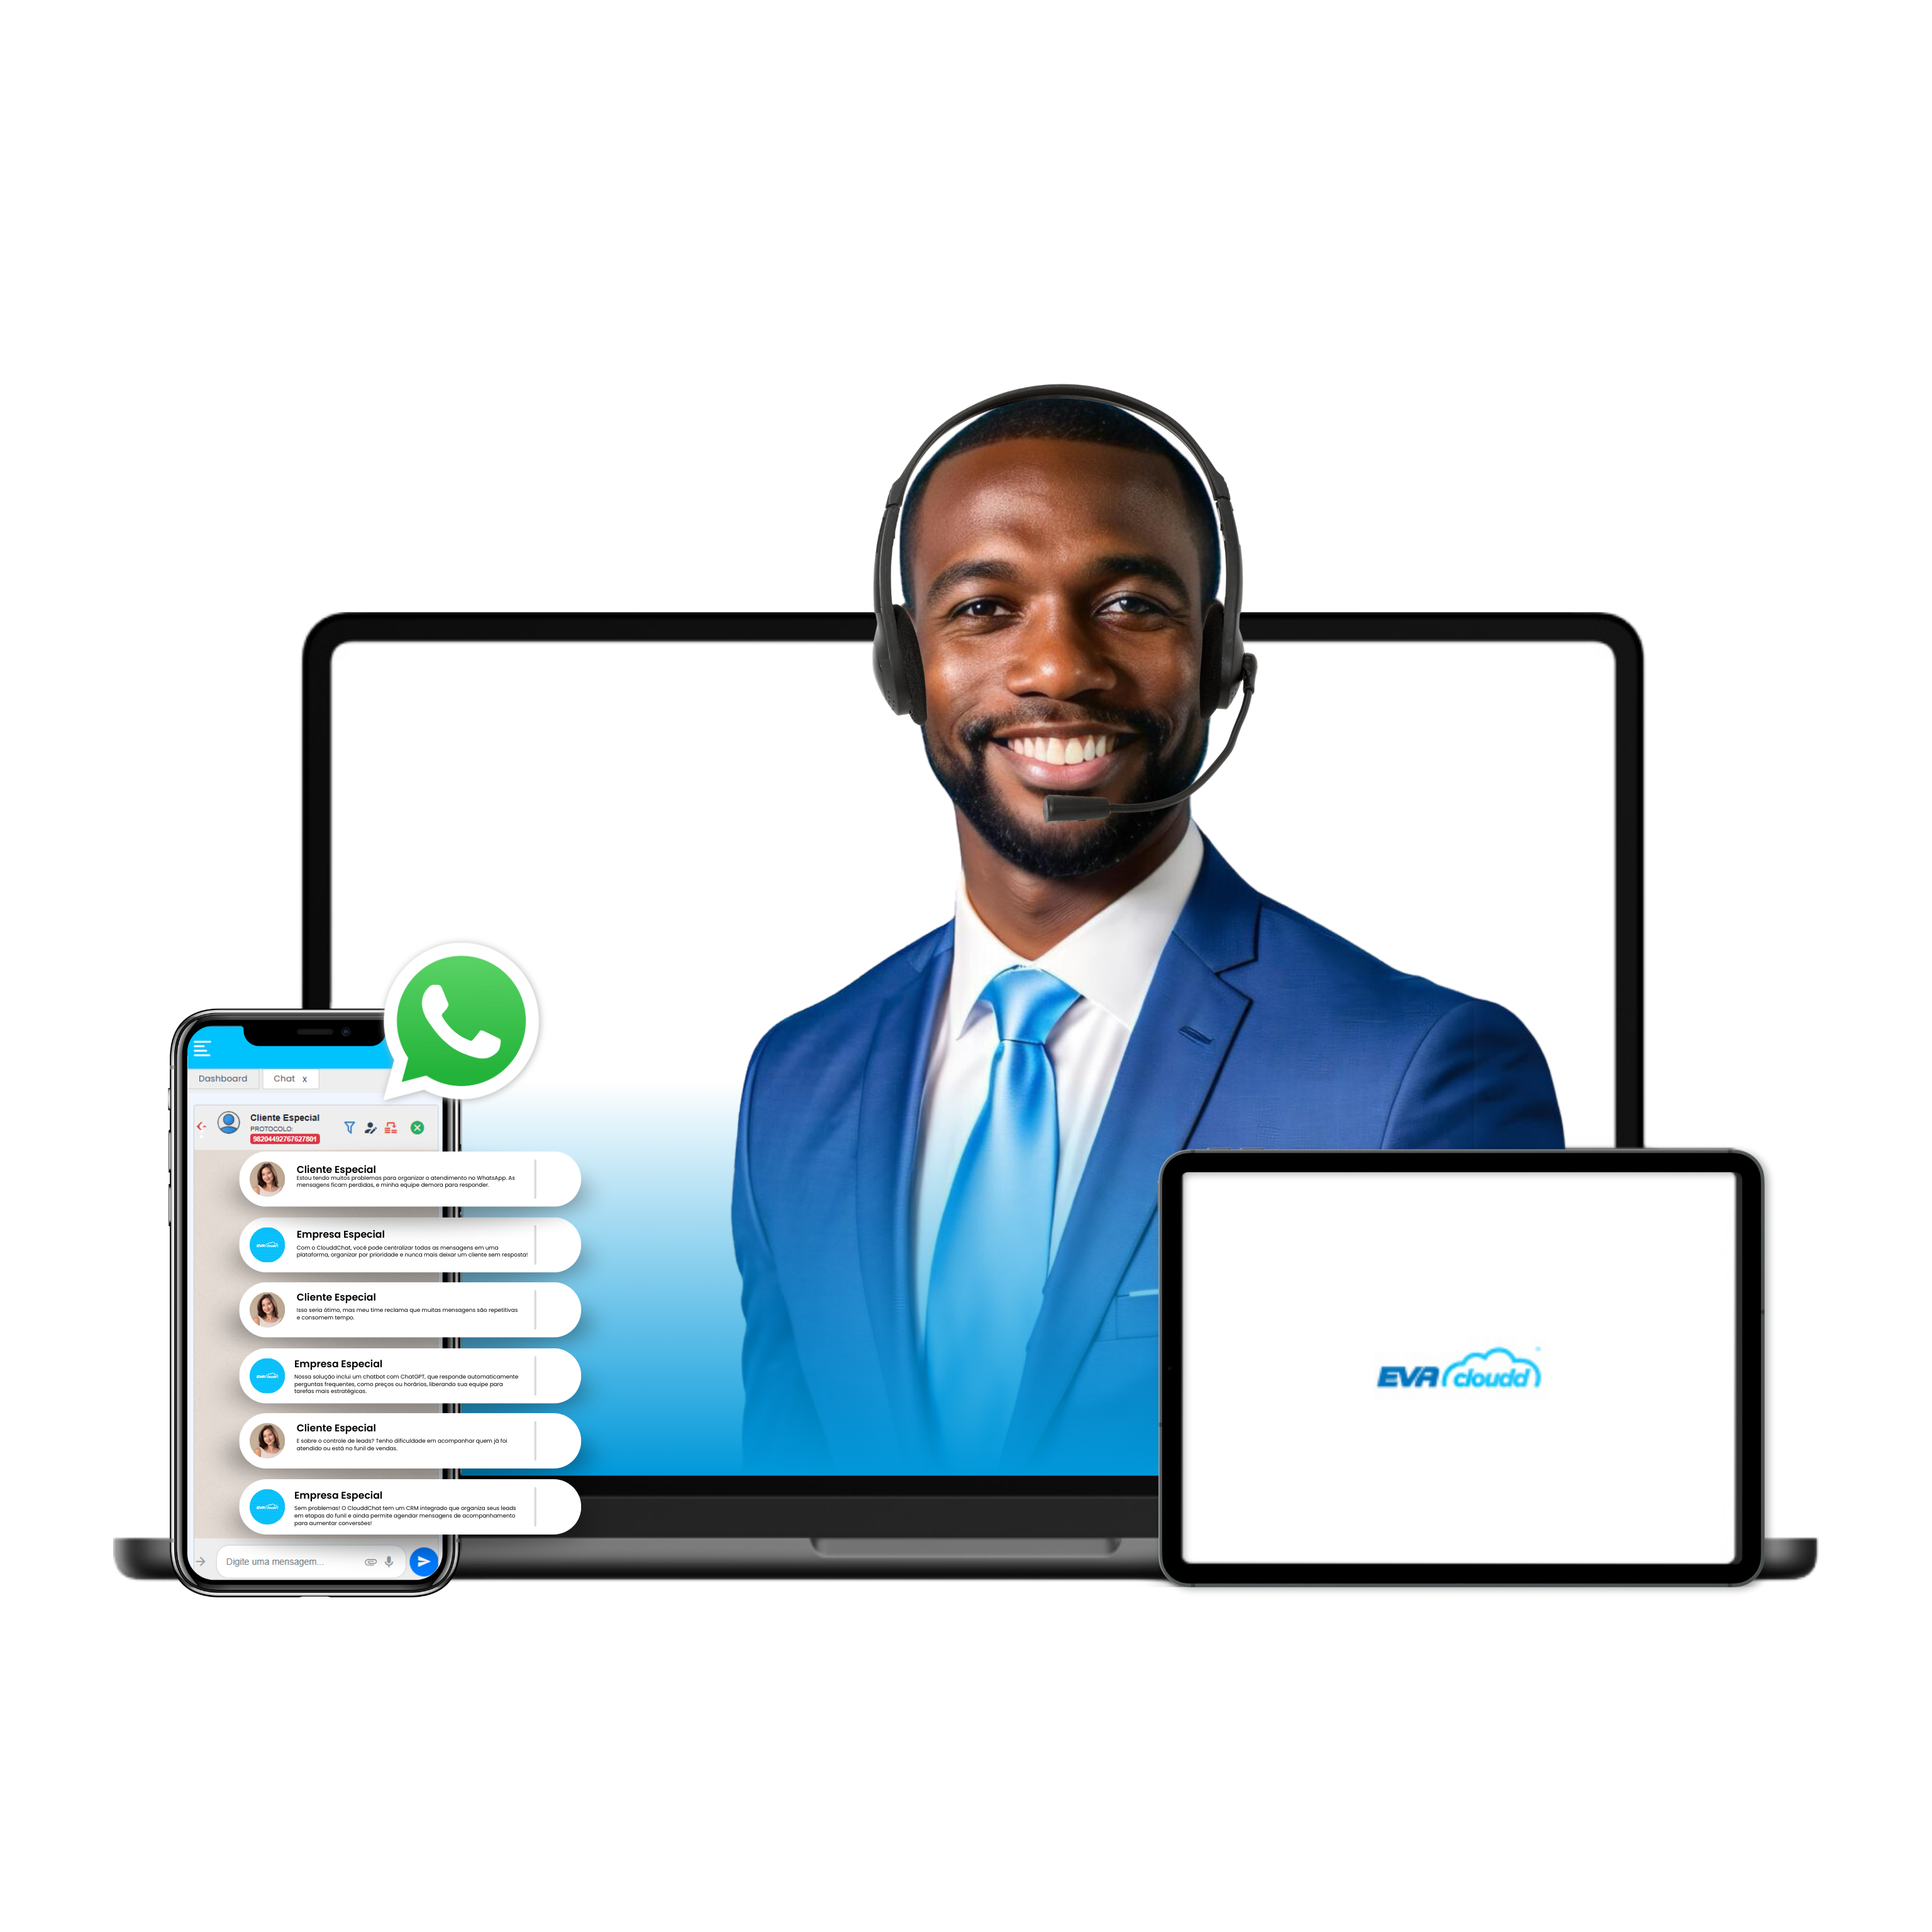 Dashboard
Chat x
Cliente Especial
PROTOCOLO:
98204492767627801
Cliente Especial
Estou tendo muitos problemas para organizar o atendimento no WhatsApp. As
mensagens ficam perdidas, e minha equipe demora para responder.
Empresa Especial
Com o ClouddChat, você pode centralizar todas as mensagens em uma
plataforma, organizar por prioridade e nunca mais deixar um cliente sem resposta!
Cliente Especial
Isso seria ótimo, mas meu time reclama que muitas mensagens são repetitivas
e consomem tempo.
Empresa Especial
Nossa solução inclui um chatbot com ChatGPT, que responde automaticamente
perguntas frequentes, como preços ou horários, liberando sua equipe para
tarefas mais estratégicas.
Cliente Especial
E sobre o controle de leads? Tenho dificuldade em acompanhar quem já foi
atendido ou está no funil de vendas.
Empresa Especial
Sem problemas! O ClouddChat tem um CRM integrado que organiza seus leads
em etapas do funil e ainda permite agendar mensagens de acompanhamento
para aumentar conversões!
Digite uma mensagem...
EVA cloudd